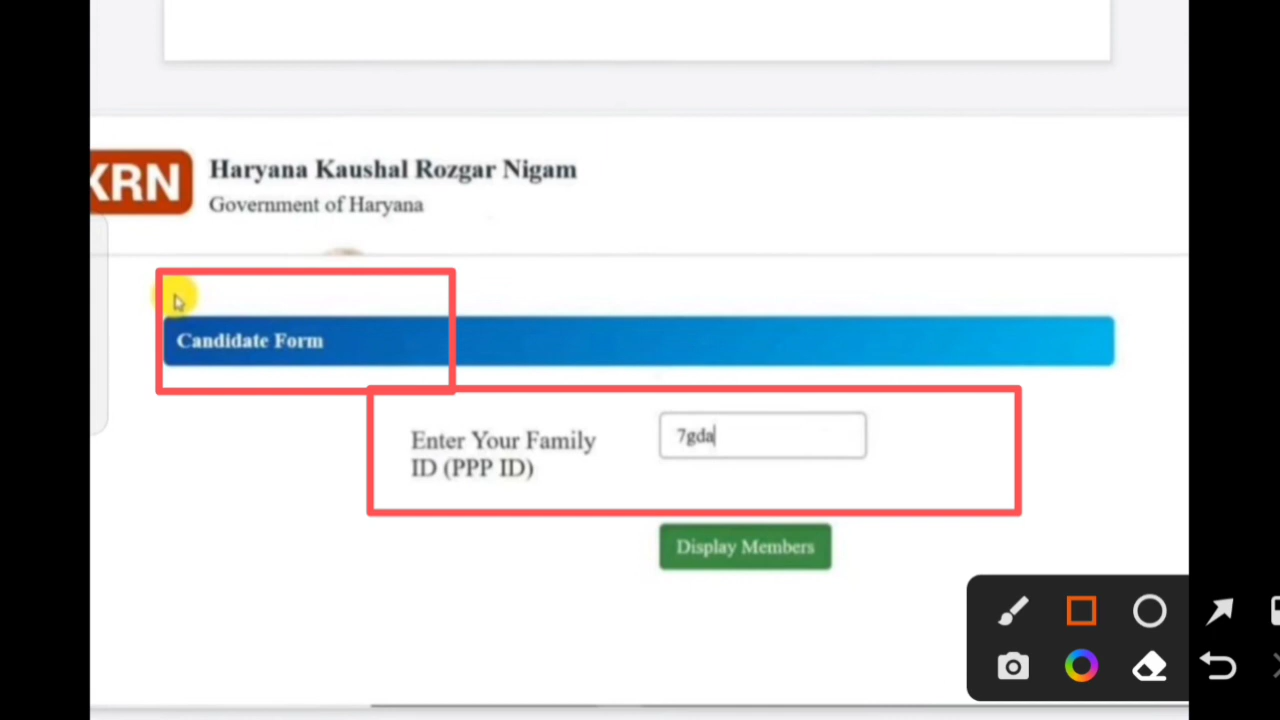 KRN
Haryana Kaushal Rozgar Nigam
Government of Haryana
Candidate Form
Enter Your Family
ID (PPP ID)
7gda
Display Members